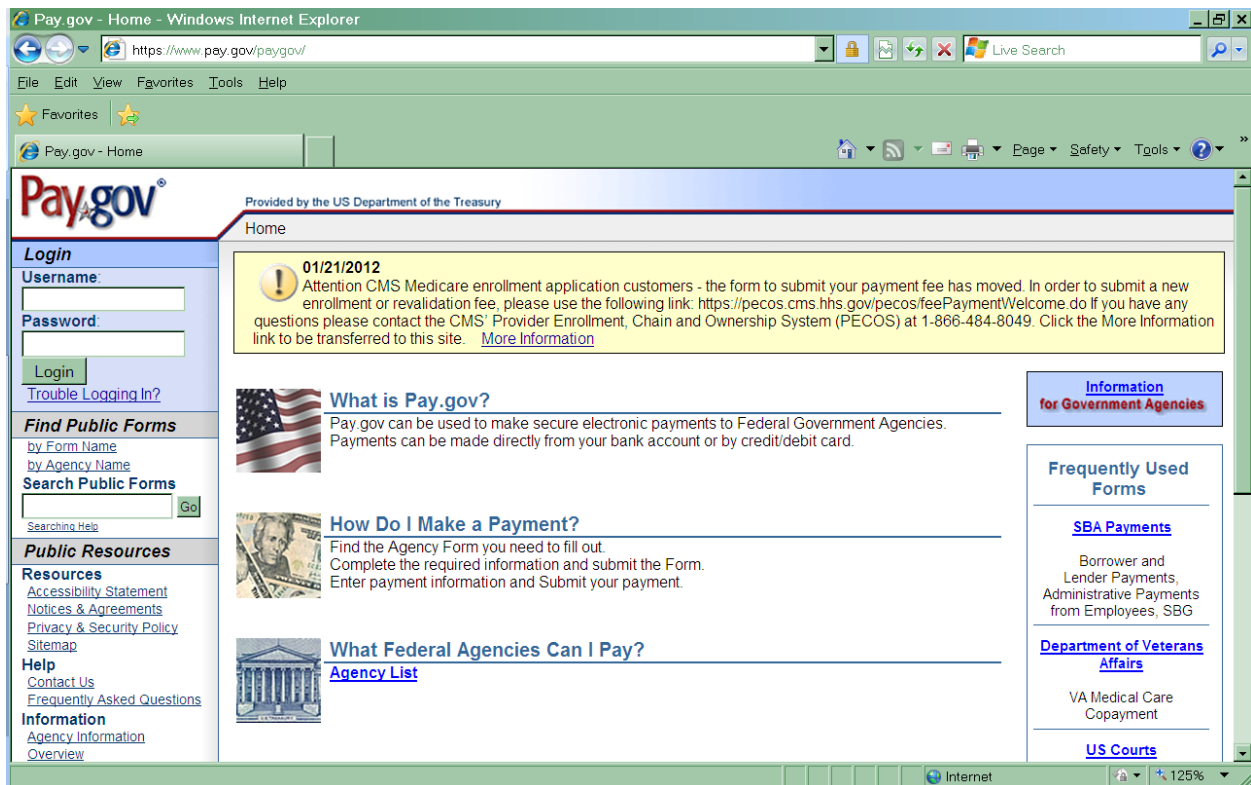 Pay.gov - Home - Windows Internet Explorer
https://www.pay.gov/paygov/
Live Search
File Edit View Favorites Tools Help
Favorites
Pay.gov - Home
Page Safety Tools
»
Pay.gov®
Provided by the US Department of the Treasury
Home
Login
Username:
Password:
Login
Trouble Logging In?
Find Public Forms
by Form Name
by Agency Name
Search Public Forms
Go
Searching Help
Public Resources
Resources
Accessibility Statement
Notices & Agreements
Privacy & Security Policy
Sitemap
Help
Contact Us
Frequently Asked Questions
Information
Agency Information
Overview
01/21/2012
Attention CMS Medicare enrollment application customers - the form to submit your payment fee has moved. In order to submit a new
enrollment or revalidation fee, please use the following link: https://pecos.cms.hhs.gov/pecos/feePaymentWelcome.do If you have any
questions please contact the CMS' Provider Enrollment, Chain and Ownership System (PECOS) at 1-866-484-8049. Click the More Information
link to be transferred to this site. More Information
What is Pay.gov?
Pay.gov can be used to make secure electronic payments to Federal Government Agencies.
Payments can be made directly from your bank account or by credit/debit card.
How Do I Make a Payment?
Find the Agency Form you need to fill out.
Complete the required information and submit the Form.
Enter payment information and Submit your payment.
What Federal Agencies Can I Pay?
Agency List
Information
for Government Agencies
Frequently Used
Forms
SBA Payments
Borrower and
Lender Payments,
Administrative Payments
from Employees, SBG
Department of Veterans
Affairs
VA Medical Care
Copayment
US Courts
Internet
125%